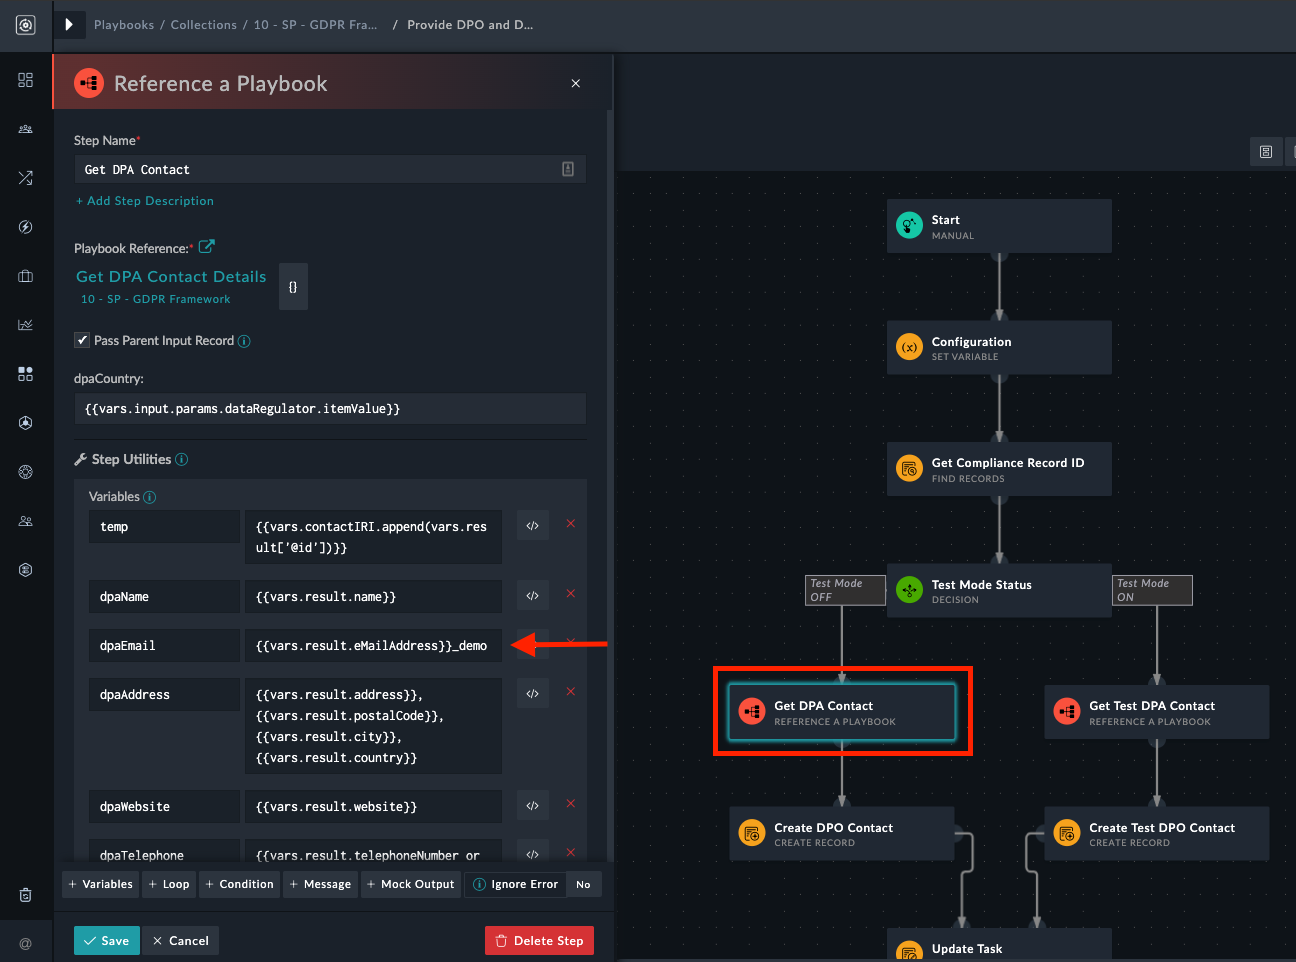 Playbooks / Collections / 10 - SP - GDPR Fra... / Provide DPO and D...
Reference a Playbook
Step Name*
Get DPA Contact
+ Add Step Description
Playbook Reference:*
Get DPA Contact Details
10 - SP - GDPR Framework
{}
Pass Parent Input Record
dpaCountry:
{{vars.input.params.dataRegulator.itemValue}}
Step Utilities
Variables
temp
{{vars.contactIRI.append(vars.res
ult['@id'])}}
</>
dpaName
{{vars.result.name}}
</>
dpaEmail
{{vars.result.eMailAddress}}_demo
dpaAddress
{{vars.result.address}},
{{vars.result.postalCode}},
{{vars.result.city}},
{{vars.result.country}}
</>
dpaWebsite
{{vars.result.website}}
</>
dpaTelephone
{{vars.result.telephoneNumber or
</>
+ Variables
+ Loop
+ Condition
+ Message
+ Mock Output
Ignore Error
No
Save
Cancel
Delete Step
@
Start
MANUAL
(x)
Configuration
SET VARIABLE
Get Compliance Record ID
FIND RECORDS
Test Mode
OFF
Test Mode Status
DECISION
Test Mode
ON
Get DPA Contact
REFERENCE A PLAYBOOK
Get Test DPA Contact
REFERENCE A PLAYBOOK
Create DPO Contact
CREATE RECORD
Create Test DPO Contact
CREATE RECORD
Update Task